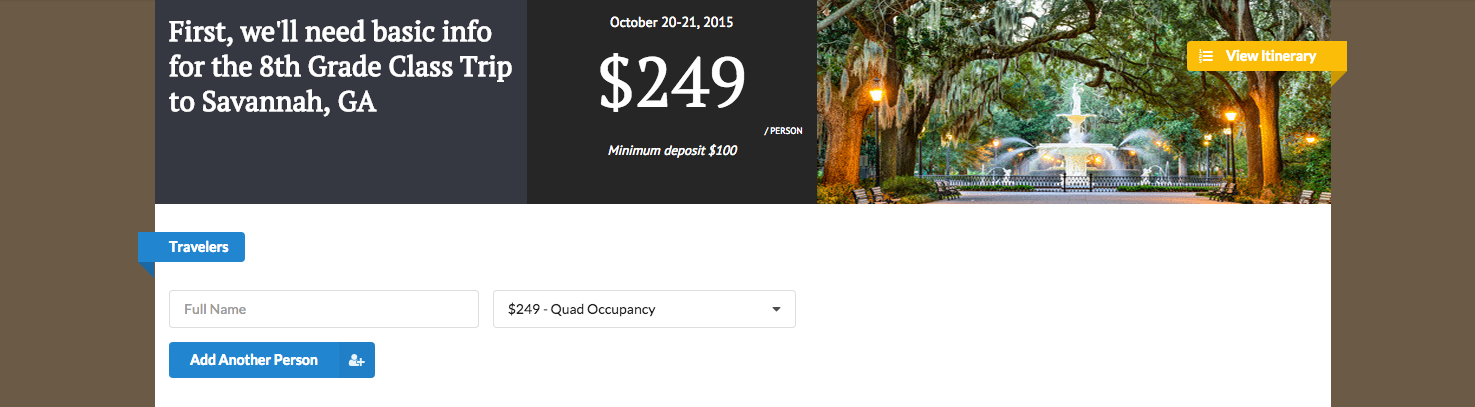 First, we'll need basic info
for the 8th Grade Class Trip
to Savannah, GA
October 20-21, 2015
$249
/ PERSON
Minimum deposit $100
View Itinerary
Travelers
Full Name
$249 - Quad Occupancy
Add Another Person